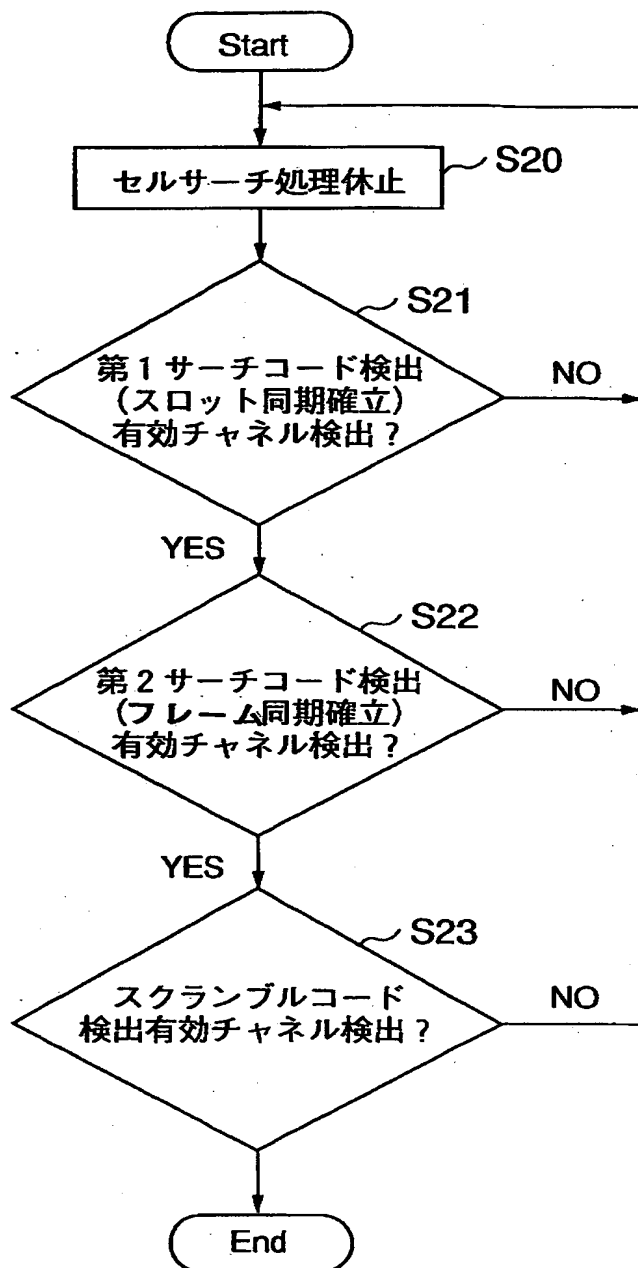 Start
セルサーチ処理休止
S20
S21
第1サーチコード検出
(スロット同期確立)
有効チャネル検出?
NO
YES
S22
第2サーチコード検出
(フレーム同期確立)
有効チャネル検出?
NO
YES
S23
スクランブルコード
検出有効チャネル検出?
NO
End